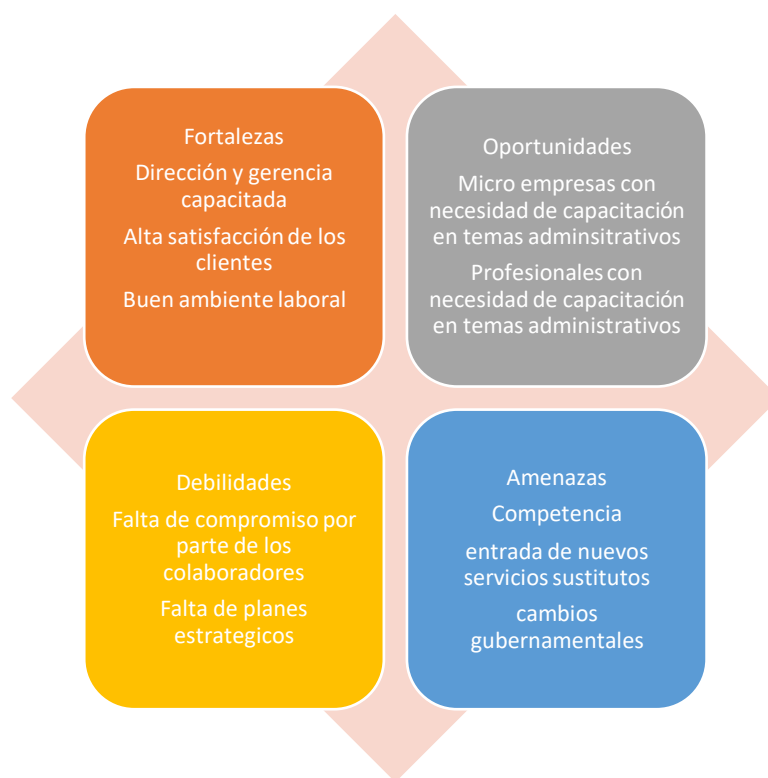 Fortalezas
Dirección y gerencia
capacitada
Alta satisfacción de los
clientes
Buen ambiente laboral
Oportunidades
Micro empresas con
necesidad de capacitación
en temas adminsitrativos
Profesionales con
necesidad de capacitación
en temas administrativos
Debilidades
Falta de compromiso por
parte de los
colaboradores
Falta de planes
estrategicos
Amenazas
Competencia
entrada de nuevos
servicios sustitutos
cambios
gubernamentales